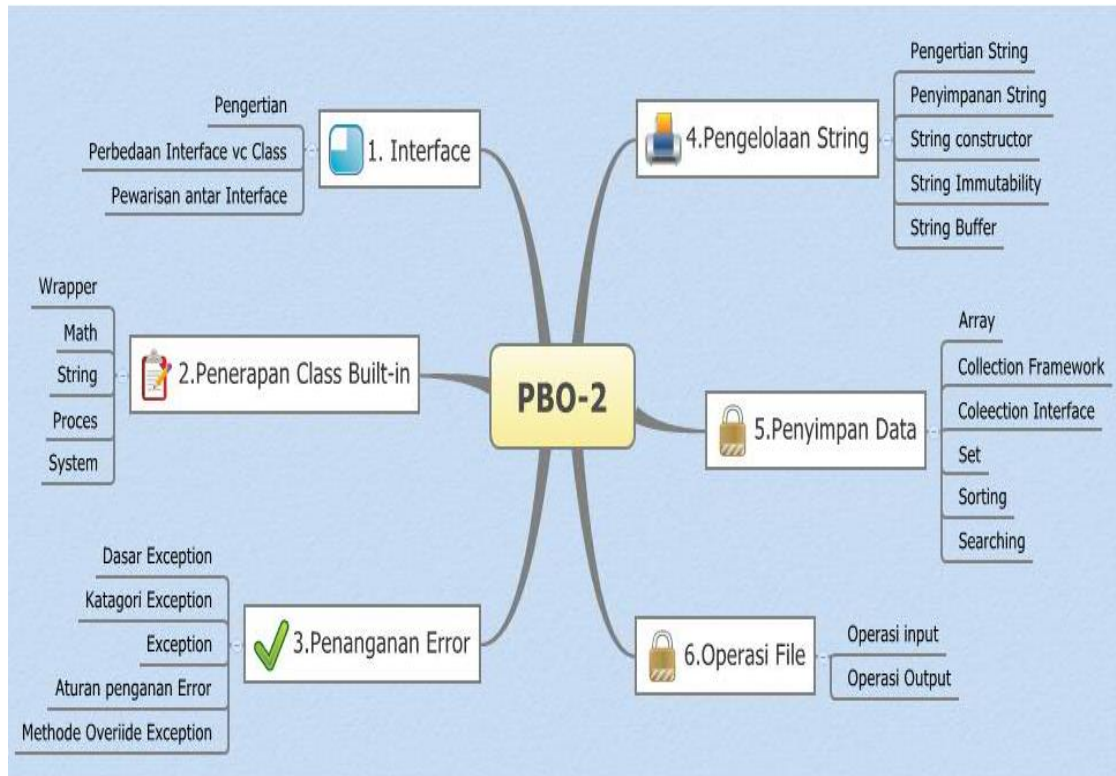 PBO-2
1. Interface
Pengertian
Perbedaan Interface vc Class
Pewarisan antar Interface
2.Penerapan Class Built-in
Wrapper
Math
String
Proces
System
3.Penanganan Error
Dasar Exception
Katagori Exception
Exception
Aturan penganan Error
Methode Overiide Exception
4.Pengelolaan String
Pengertian String
Penyimpanan String
String constructor
String Immutability
String Buffer
5.Penyimpan Data
Array
Collection Framework
Coleection Interface
Set
Sorting
Searching
6.Operasi File
Operasi input
Operasi Output